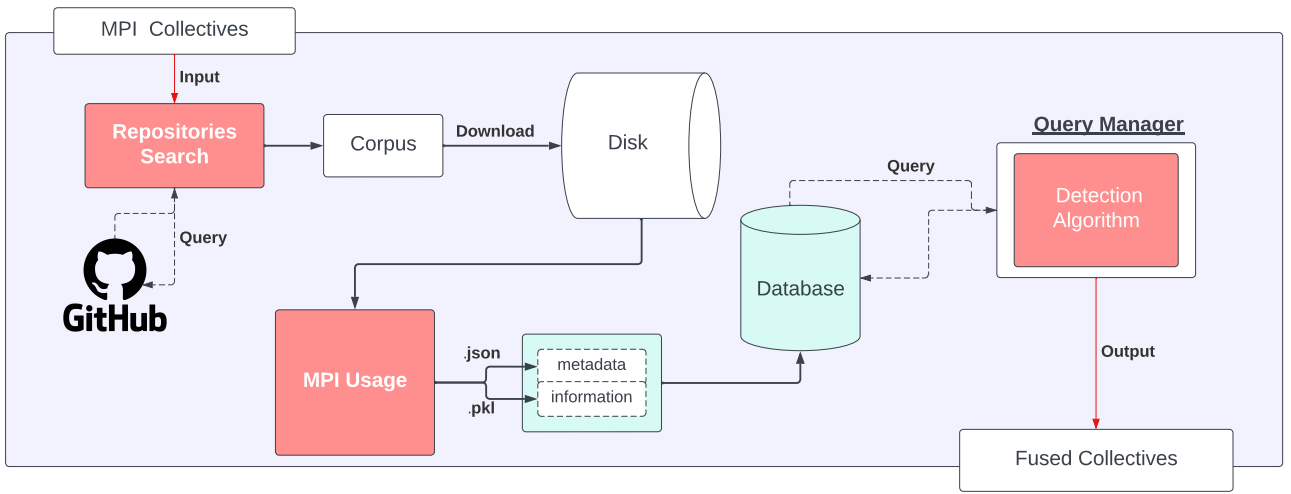 MPI  Collectives
Input
Repositories
Search
Corpus
Download
Disk
Query Manager
Query
Detection
Algorithm
Query
GitHub
Database
MPI Usage
.json
metadata
.pkl
information
Output
Fused Collectives